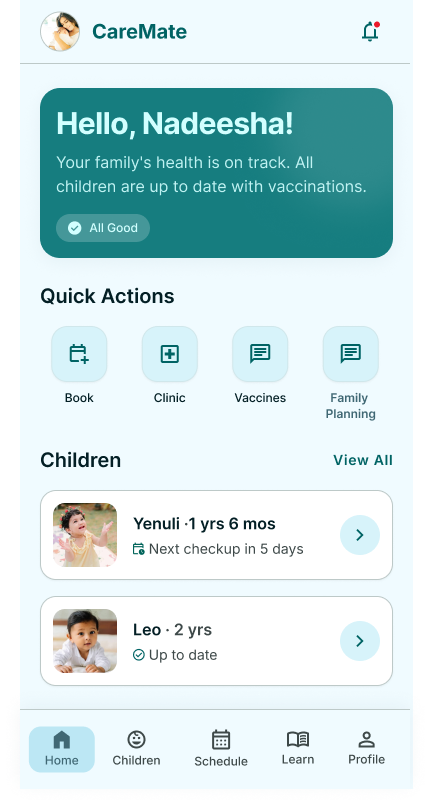 CareMate
Hello, Nadeesha!
Your family's health is on track. All
children are up to date with vaccinations.
All Good
Quick Actions
Book
Clinic
Vaccines
Family
Planning
Children
View All
Yenuli ·1 yrs 6 mos
Next checkup in 5 days
Leo · 2 yrs
Up to date
Home
Children
Schedule
Learn
Profile